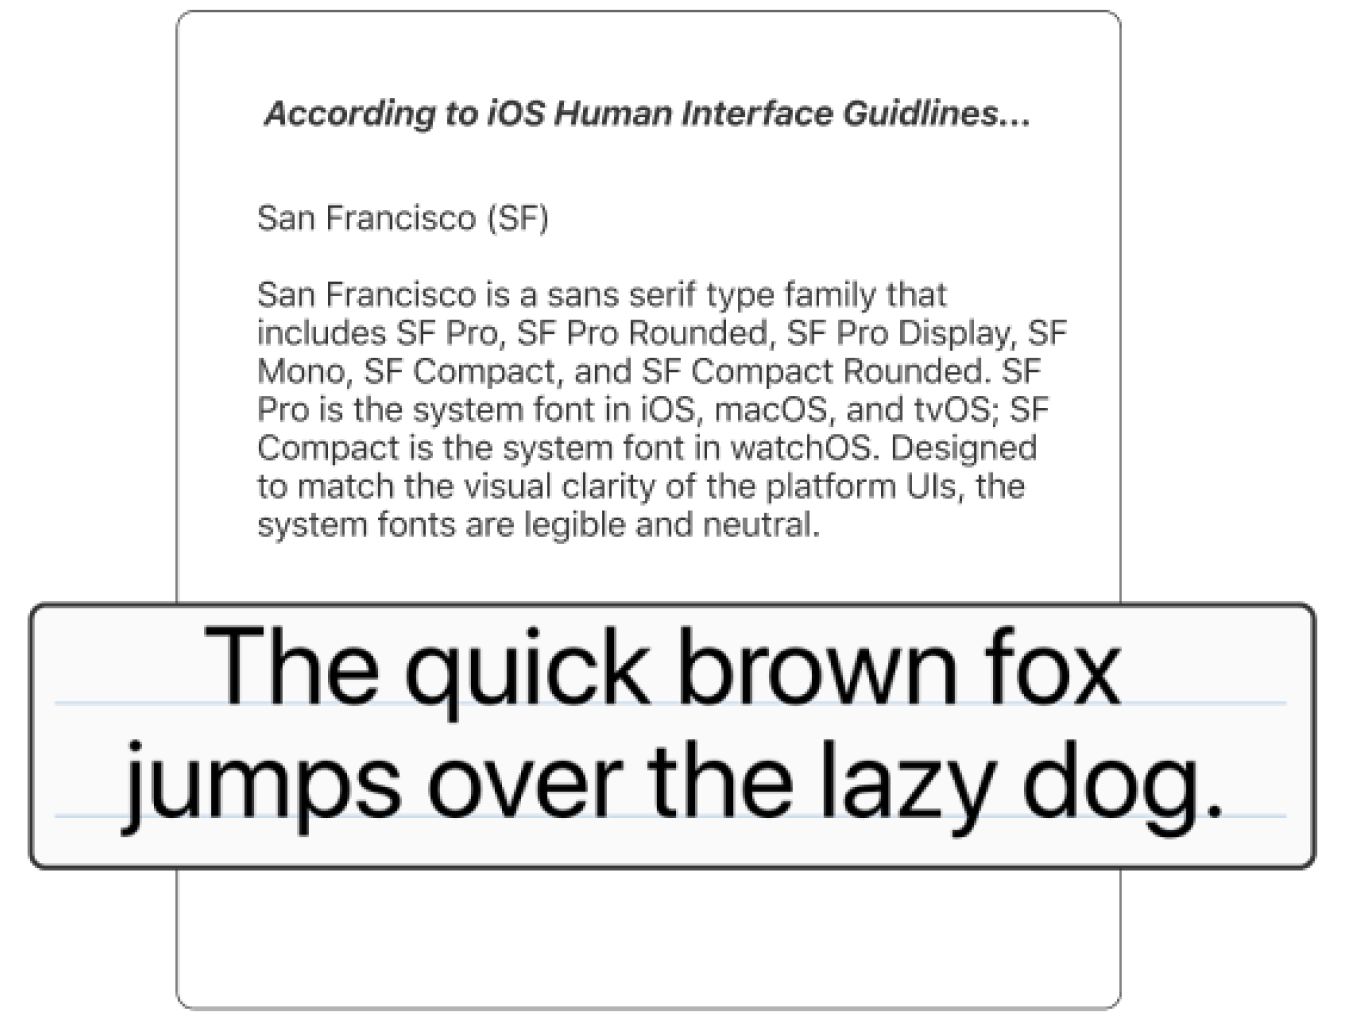 According to iOS Human Interface Guidlines...
San Francisco (SF)
San Francisco is a sans serif type family that
includes SF Pro, SF Pro Rounded, SF Pro Display, SF
Mono, SF Compact, and SF Compact Rounded. SF
Pro is the system font in iOS, macOS, and tvOS; SF
Compact is the system font in watchOS. Designed
to match the visual clarity of the platform UIs, the
system fonts are legible and neutral.
The quick brown fox
jumps over the lazy dog.